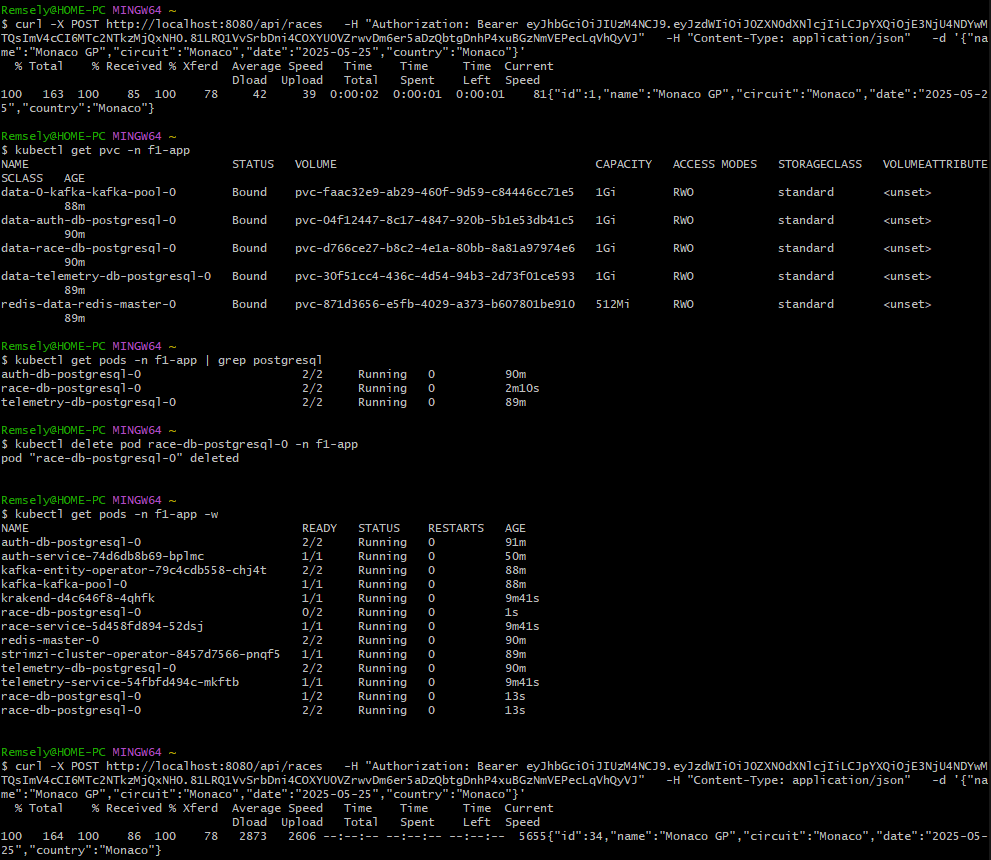 Remsely@HOME-PC MINGW64 ~
$ curl -X POST http://localhost:8080/api/races   -H "Authorization: Bearer eyJhbGciOiJIUzM4NCJ9.eyJzdWIiOiJOZXN0dXNlcjIiLCJpYXQiOjE3NjU4NDYwM
TQsImV4cCI6MTc2NTkzMjQxNH0.81LRQ1VvSrbDni4COXYU0VZrwvDm6er5aDzQbtgDnhP4xuBGzNmVEPecLqVhQyVJ"   -H "Content-Type: application/json"   -d '{"na
me":"Monaco GP","circuit":"Monaco","date":"2025-05-25","country":"Monaco"}'
  % Total    % Received % Xferd  Average Speed   Time    Time     Time  Current
                                 Dload  Upload   Total   Spent    Left  Speed
100   163  100    85  100    78     42     39  0:00:02  0:00:01  0:00:01    81{"id":1,"name":"Monaco GP","circuit":"Monaco","date":"2025-05-2
5","country":"Monaco"}
Remsely@HOME-PC MINGW64 ~
$ kubectl get pvc -n f1-app
NAME                             STATUS   VOLUME                                     CAPACITY   ACCESS MODES   STORAGECLASS   VOLUMEATTRIBUTE
SCLASS   AGE
data-0-kafka-kafka-pool-0        Bound    pvc-faac32e9-ab29-460f-9d59-c84446cc71e5   1Gi        RWO            standard       <unset>
         88m
data-auth-db-postgresql-0        Bound    pvc-04f12447-8c17-4847-920b-5b1e53db41c5   1Gi        RWO            standard       <unset>
         90m
data-race-db-postgresql-0        Bound    pvc-d766ce27-b8c2-4e1a-80bb-8a81a97974e6   1Gi        RWO            standard       <unset>
         90m
data-telemetry-db-postgresql-0   Bound    pvc-30f51cc4-436c-4d54-94b3-2d73f01ce593   1Gi        RWO            standard       <unset>
         89m
redis-data-redis-master-0        Bound    pvc-871d3656-e5fb-4029-a373-b607801be910   512Mi      RWO            standard       <unset>
         89m
Remsely@HOME-PC MINGW64 ~
$ kubectl get pods -n f1-app | grep postgresql
auth-db-postgresql-0                       2/2     Running   0          90m
race-db-postgresql-0                       2/2     Running   0          2m10s
telemetry-db-postgresql-0                  2/2     Running   0          89m
Remsely@HOME-PC MINGW64 ~
$ kubectl delete pod race-db-postgresql-0 -n f1-app
pod "race-db-postgresql-0" deleted
Remsely@HOME-PC MINGW64 ~
$ kubectl get pods -n f1-app -w
NAME                                       READY   STATUS    RESTARTS   AGE
auth-db-postgresql-0                       2/2     Running   0          91m
auth-service-74d6db8b69-bplmc              1/1     Running   0          50m
kafka-entity-operator-79c4cdb558-chj4t     2/2     Running   0          88m
kafka-kafka-pool-0                         1/1     Running   0          88m
krakend-d4c646f8-4qhfk                     1/1     Running   0          9m41s
race-db-postgresql-0                       0/2     Running   0          1s
race-service-5d458fd894-52dsj              1/1     Running   0          9m41s
redis-master-0                             2/2     Running   0          90m
strimzi-cluster-operator-8457d7566-pnqf5   1/1     Running   0          89m
telemetry-db-postgresql-0                  2/2     Running   0          90m
telemetry-service-54fbfd494c-mkftb         1/1     Running   0          9m41s
race-db-postgresql-0                       1/2     Running   0          13s
race-db-postgresql-0                       2/2     Running   0          13s
Remsely@HOME-PC MINGW64 ~
$ curl -X POST http://localhost:8080/api/races   -H "Authorization: Bearer eyJhbGciOiJIUzM4NCJ9.eyJzdWIiOiJOZXN0dXNlcjIiLCJpYXQiOjE3NjU4NDYwM
TQsImV4cCI6MTc2NTkzMjQxNH0.81LRQ1VvSrbDni4COXYU0VZrwvDm6er5aDzQbtgDnhP4xuBGzNmVEPecLqVhQyVJ"   -H "Content-Type: application/json"   -d '{"na
me":"Monaco GP","circuit":"Monaco","date":"2025-05-25","country":"Monaco"}'
  % Total    % Received % Xferd  Average Speed   Time    Time     Time  Current
                                 Dload  Upload   Total   Spent    Left  Speed
100   164  100    86  100    78   2873   2606 --:--:-- --:--:-- --:--:--  5655{"id":34,"name":"Monaco GP","circuit":"Monaco","date":"2025-05-
25","country":"Monaco"}